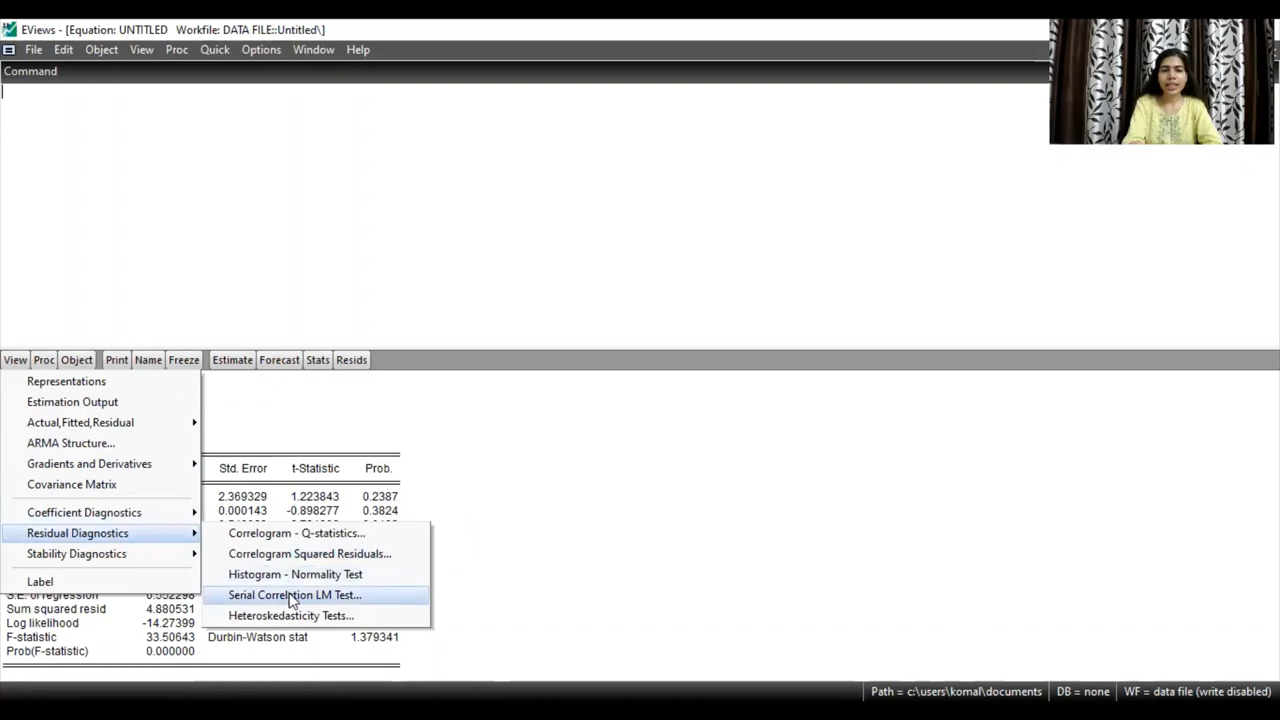 EViews - [Equation: UNTITLED   Workfile: DATA FILE::Untitled\]
File Edit Object View Proc Quick Options Window Help
Command
View Proc Object Print Name Freeze Estimate Forecast Stats Resids
Representations
Estimation Output
Actual,Fitted,Residual
ARMA Structure...
Gradients and Derivatives
Covariance Matrix
Coefficient Diagnostics
Residual Diagnostics
Stability Diagnostics
Label
Std. Error t-Statistic Prob.
2.369329 1.223843 0.2387
0.000143 -0.898277 0.3824
Correlogram - Q-statistics...
Correlogram Squared Residuals...
Histogram - Normality Test
Serial Correlation LM Test...
Heteroskedasticity Tests...
S.E. of regression 0.552298
Sum squared resid 4.880531
Log likelihood -14.27399
F-statistic 33.50643 Durbin-Watson stat 1.379341
Prob(F-statistic) 0.000000
Path = c:\users\komal\documents DB = none WF = data file (write disabled)